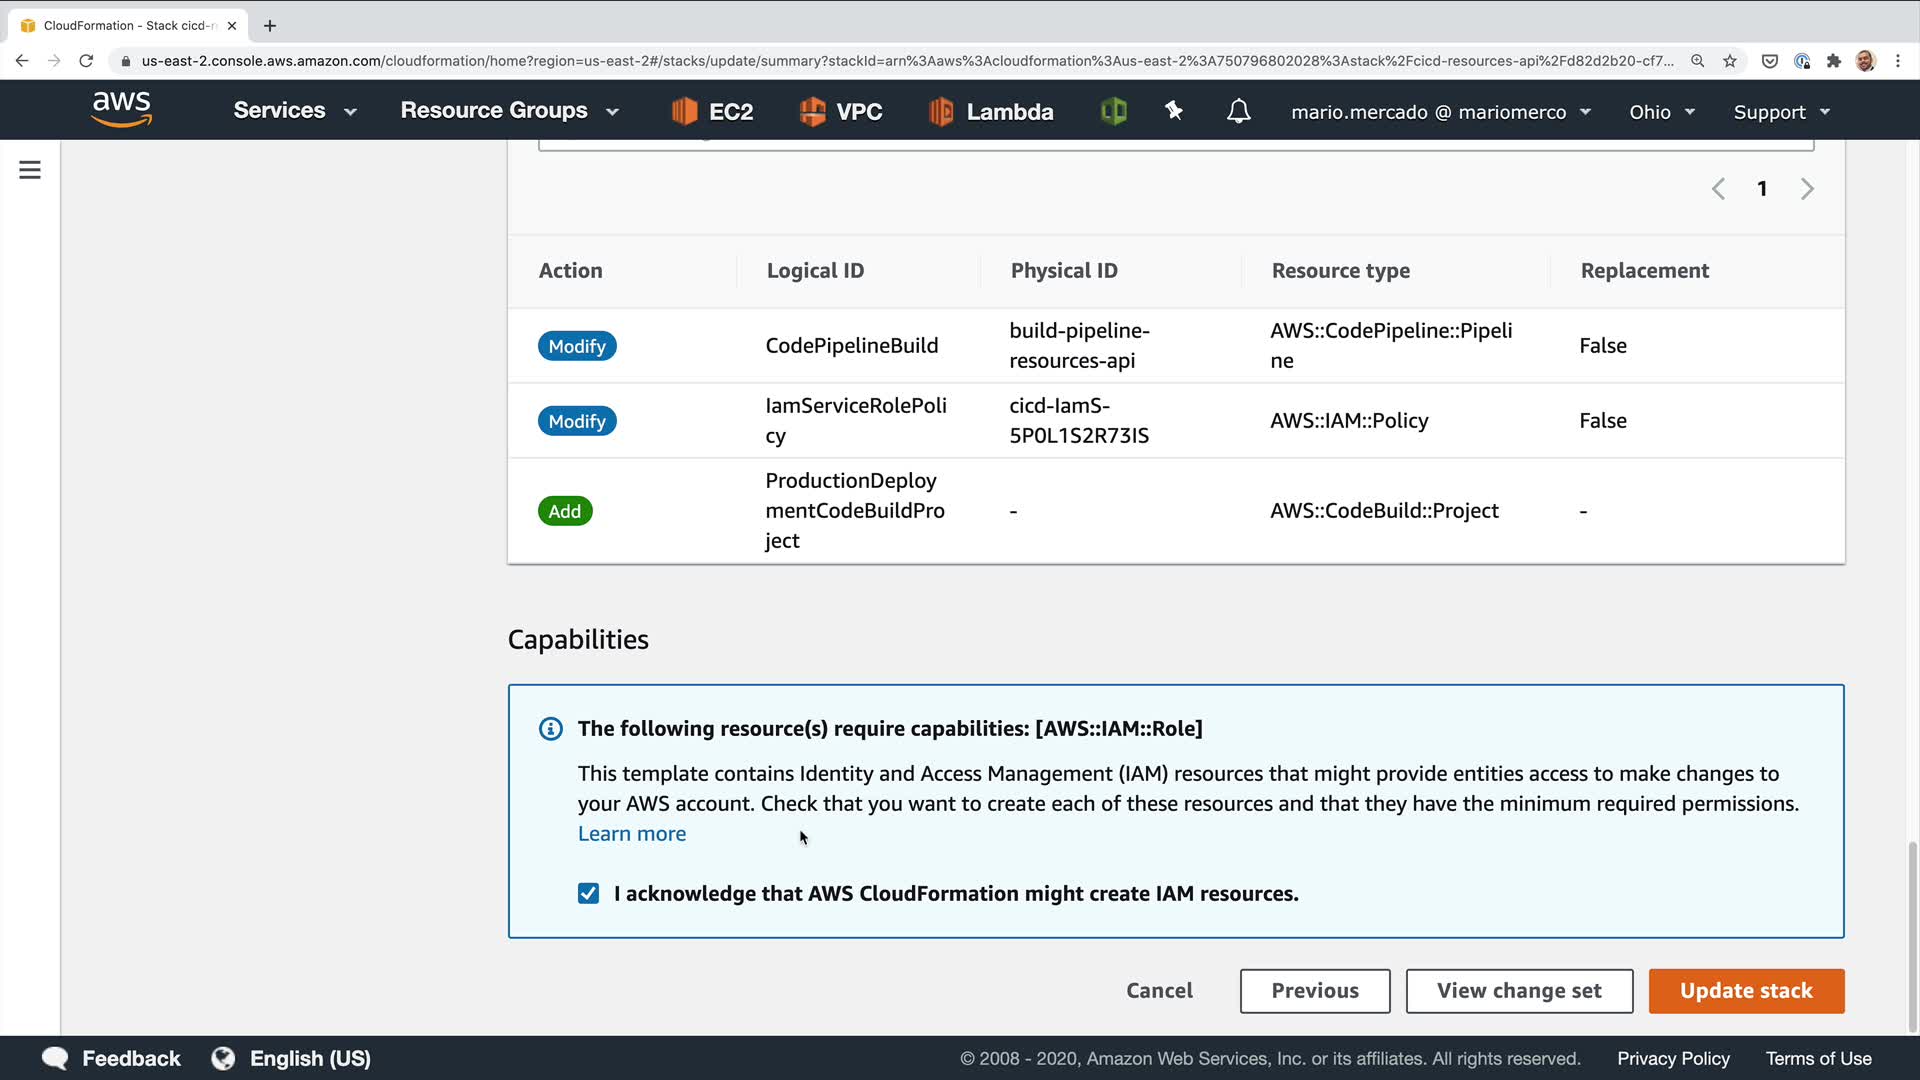 CloudFormation - Stack cicd-r
us-east-2.console.aws.amazon.com/cloudformation/home?region=us-east-2#/stacks/update/summary?stackId=arn%3Aaws%3Acloudformation%3Aus-east-2%3A750796802028%3Astack%2Fcicd-resources-api%2Fd82d2b20-cf7...
aws Services Resource Groups EC2 VPC Lambda mario.mercado @ mariomerco Ohio Support
1
Action Logical ID Physical ID Resource type Replacement
Modify CodePipelineBuild build-pipeline-resources-api AWS::CodePipeline::Pipeline False
Modify IamServiceRolePolicy cicd-IamS-5P0L1S2R73IS AWS::IAM::Policy False
Add ProductionDeploymentCodeBuildProject - AWS::CodeBuild::Project -
Capabilities
The following resource(s) require capabilities: [AWS::IAM::Role]
This template contains Identity and Access Management (IAM) resources that might provide entities access to make changes to
your AWS account. Check that you want to create each of these resources and that they have the minimum required permissions.
Learn more
I acknowledge that AWS CloudFormation might create IAM resources.
Cancel Previous View change set Update stack
Feedback English (US) © 2008 - 2020, Amazon Web Services, Inc. or its affiliates. All rights reserved. Privacy Policy Terms of Use